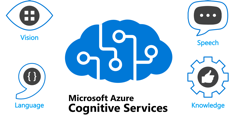 Vision
Speech
Language
Microsoft Azure
Cognitive Services
Knowledge